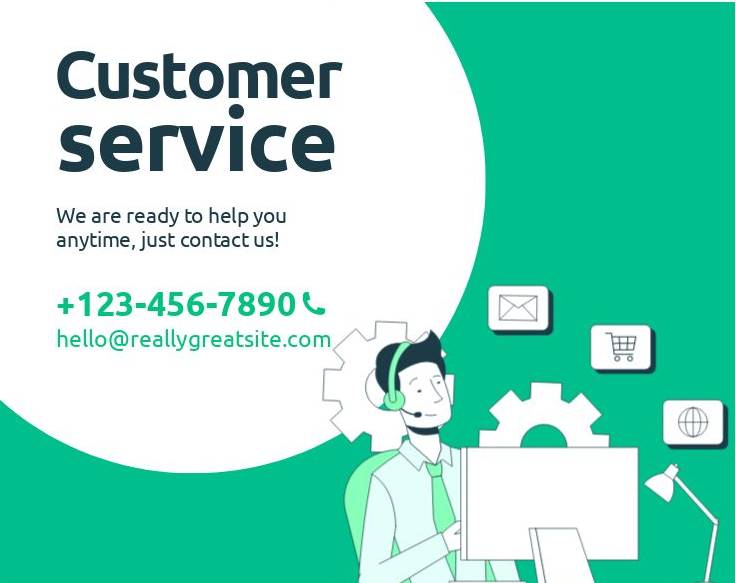 Customer
service
We are ready to help you
anytime, just contact us!
+123-456-7890
hello@reallygreatsite.com